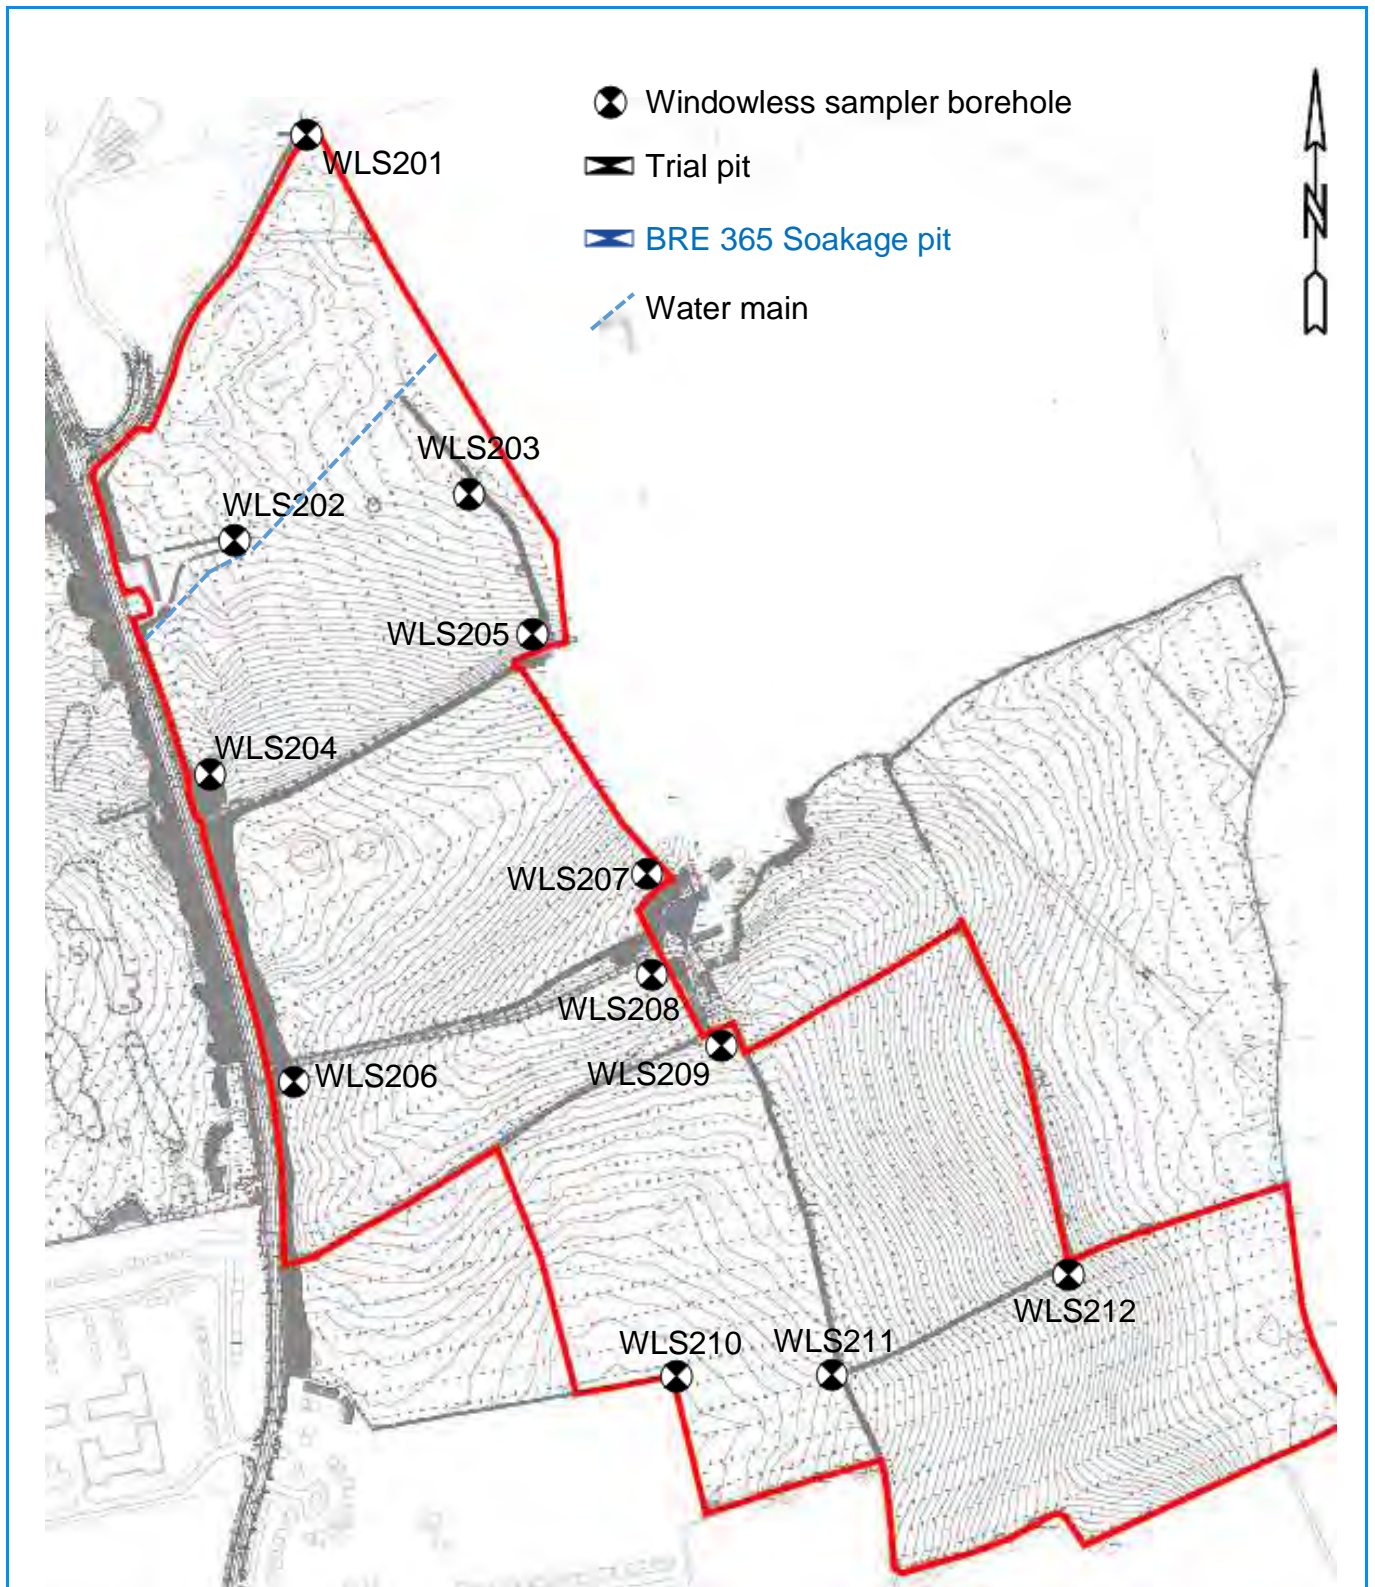 Windowless sampler borehole
WLS201
Trial pit
N
BRE 365 Soakage pit
Water main
WLS203
WLS202
WLS205
WLS204
WLS207
WLS208
WLS206
WLS209
WLS212
WLS210
WLS211